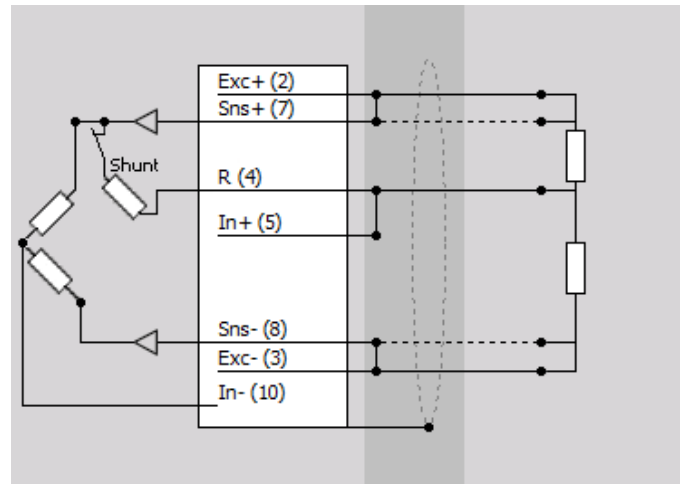 Exc+ (2)
Sns+ (7)
Shunt
R (4)
In+ (5)
Sns- (8)
Exc- (3)
In- (10)